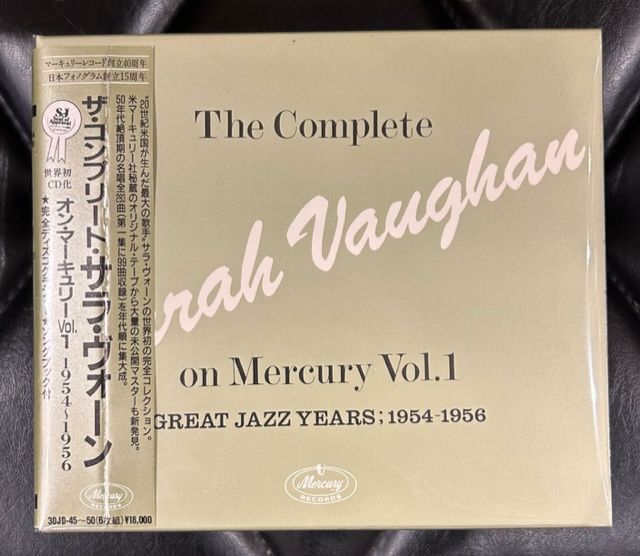 マーキュリーレコード創立40周年
日本フォノグラム創立15周年
SJ
世界初
CD化
ザ・コンプリート・サラ・ヴォーン
オン・マーキュリー Vol.1 1954~1956
"20世紀米国が生んだ最大の歌手"サラ・ヴォーンの世界初の完全コレクション。
米マーキュリー社秘蔵のオリジナル・テープから大量の未公開マスターも新発見。
50年代絶頂期の名唱全263曲(第一集に99曲収録)を年代順に集大成。
Mercury
RECORDS
30JD-45~50(6枚組)¥18,000
The Complete
rah Vaughan
on Mercury Vol.1
GREAT JAZZ YEARS; 1954-1956
Mercury
RECORDS